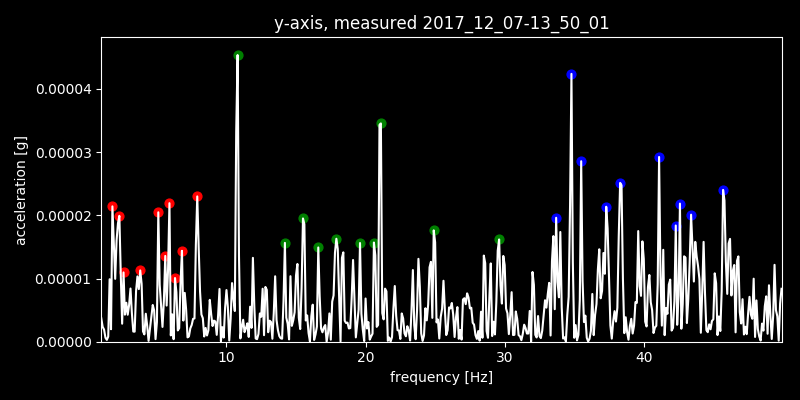 y-axis, measured 2017_12_07-13_50_01
acceleration [g]
0.00004
0.00003
0.00002
0.00001
0.00000
10 20 30 40
frequency [Hz]